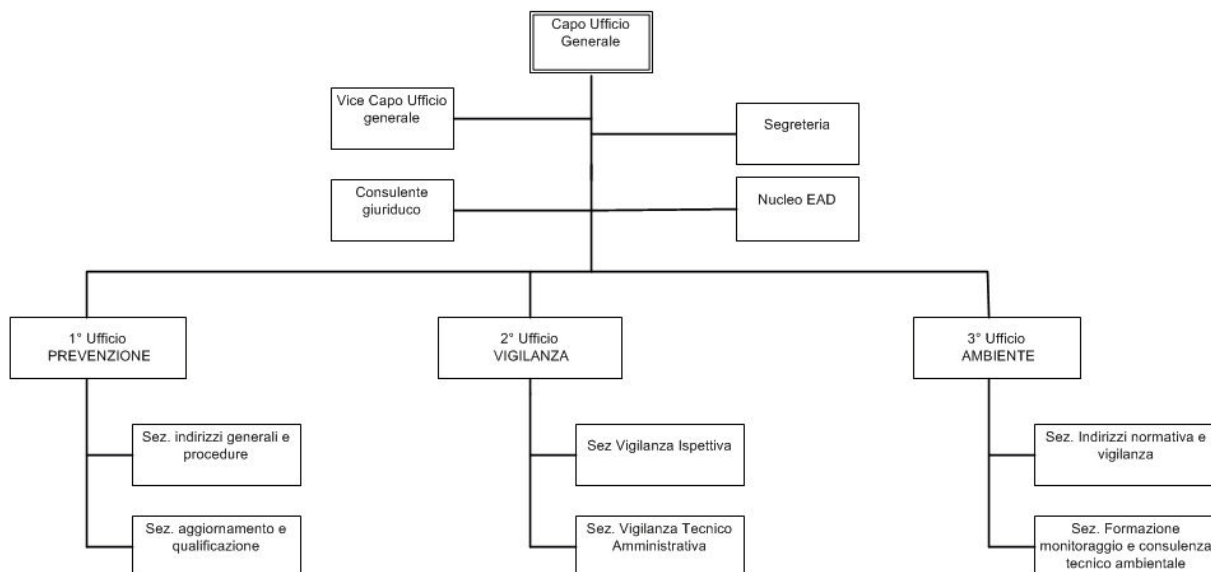 Capo Ufficio
Generale
Vice Capo Ufficio
generale
Segreteria
Consulente
giuriduco
Nucleo EAD
1° Ufficio
PREVENZIONE
2° Ufficio
VIGILANZA
3° Ufficio
AMBIENTE
Sez. indirizzi generali e
procedure
Sez Vigilanza Ispettiva
Sez. Indirizzi normativa e
vigilanza
Sez. aggiornamento e
qualificazione
Sez. Vigilanza Tecnico
Amministrativa
Sez. Formazione
monitoraggio e consulenza
tecnico ambientale